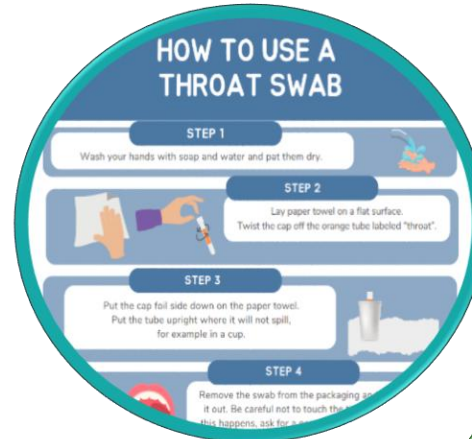 HOW TO USE A
THROAT SWAB
STEP 1
Wash your hands with soap and water and pat them dry.
STEP 2
Lay paper towel on a flat surface.
Twist the cap off the orange tube labeled "throat".
STEP 3
Put the cap foil side down on the paper towel.
Put the tube upright where it will not spill,
for example in a cup.
STEP 4
Remove the swab from the packaging
it out. Be careful not to touch the
this happens, ask for a